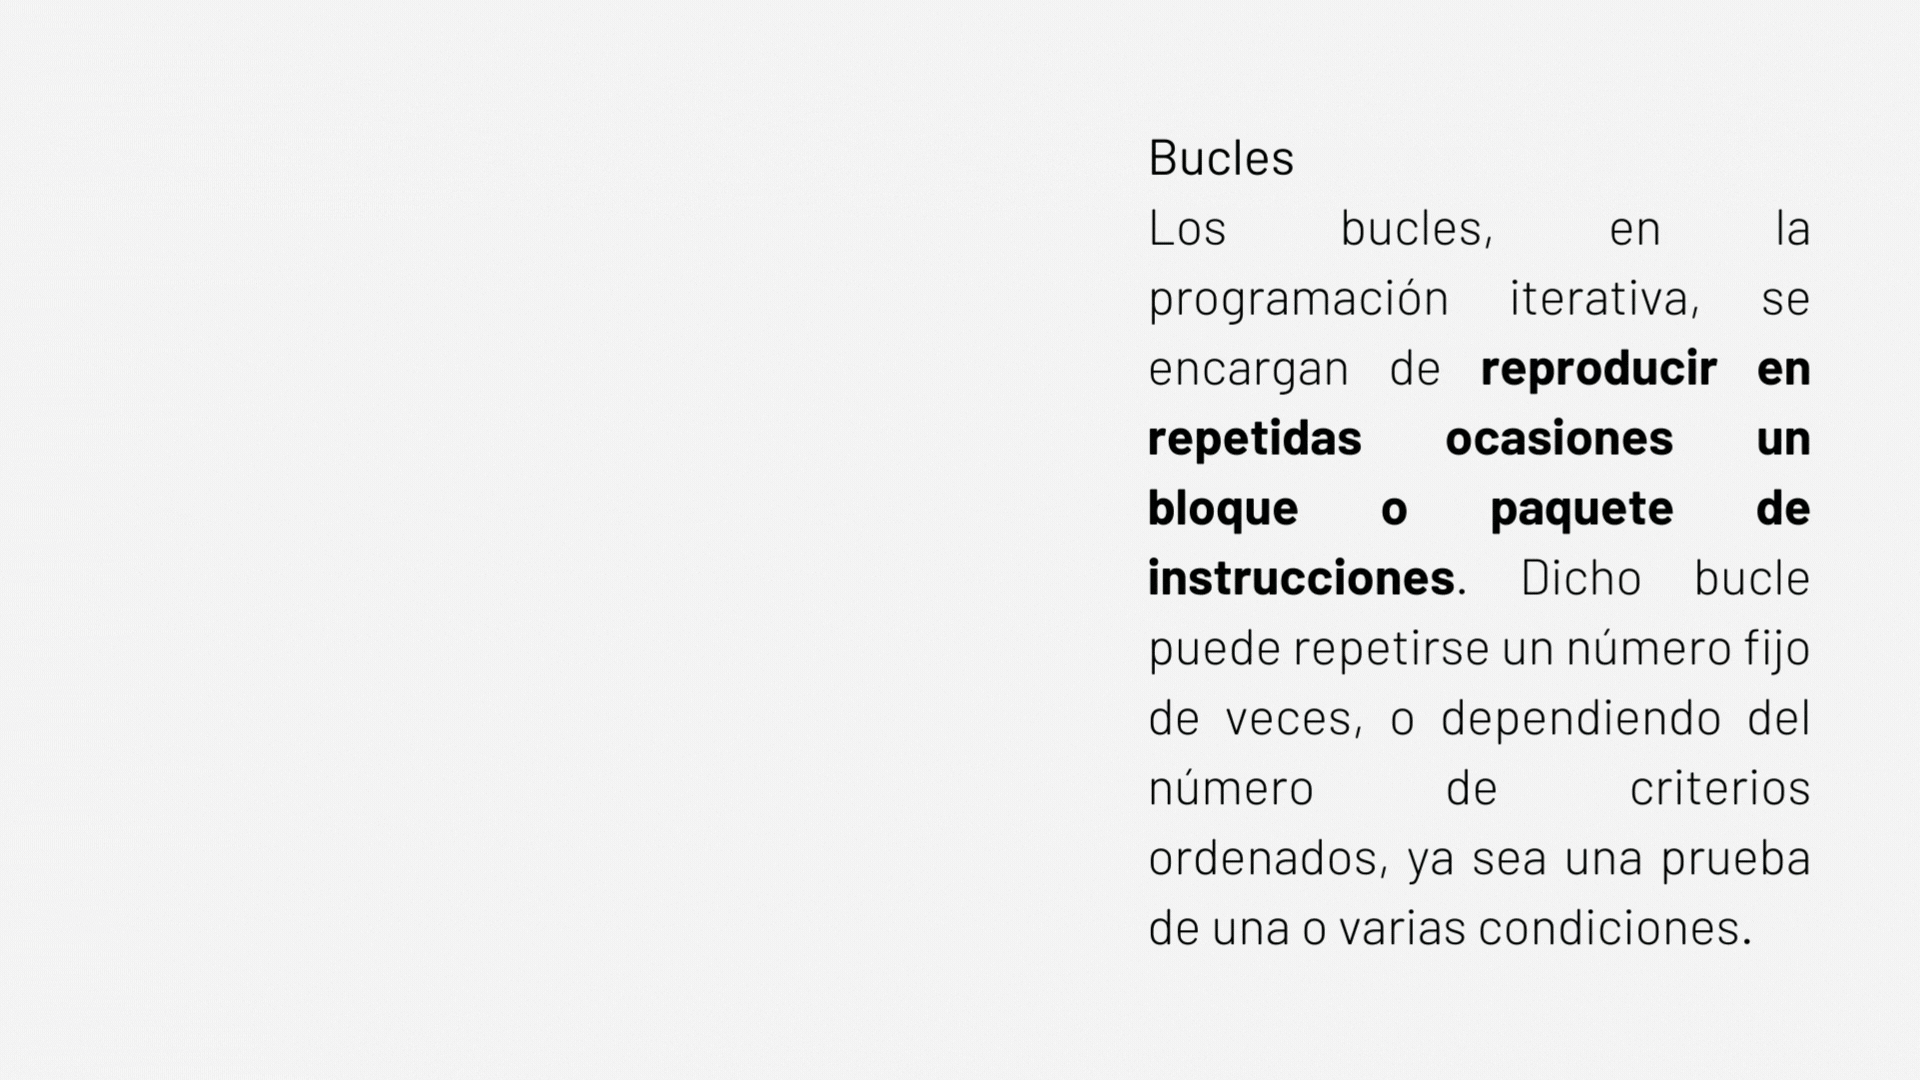 Bucles
Los bucles, en la
programación iterativa, se
encargan de reproducir en
repetidas ocasiones un
bloque o paquete de
instrucciones. Dicho bucle
puede repetirse un número fijo
de veces, o dependiendo del
número de criterios
ordenados, ya sea una prueba
de una o varias condiciones.